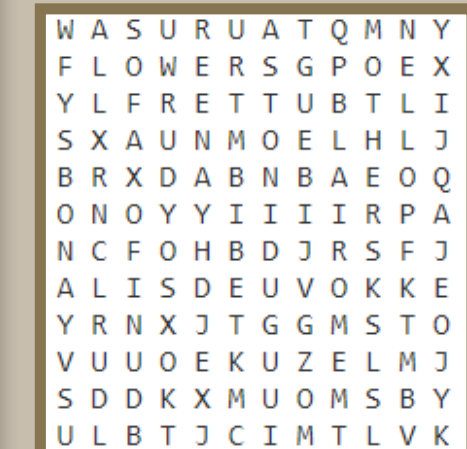 W A S U R U A T Q M N Y
F L O W E R S G P O E X
Y L F R E T T U B T L I
S X A U N M O E L H L J
B R X D A B N B A E O Q
O N O Y Y I I I I R P A
N C F O H B D J R S F J
A L I S D E U V O K K E
Y R N X J T G G M S T O
V U U O E K U Z E L M J
S D D K X M U O M S B Y
U L B T J C I M T L V K